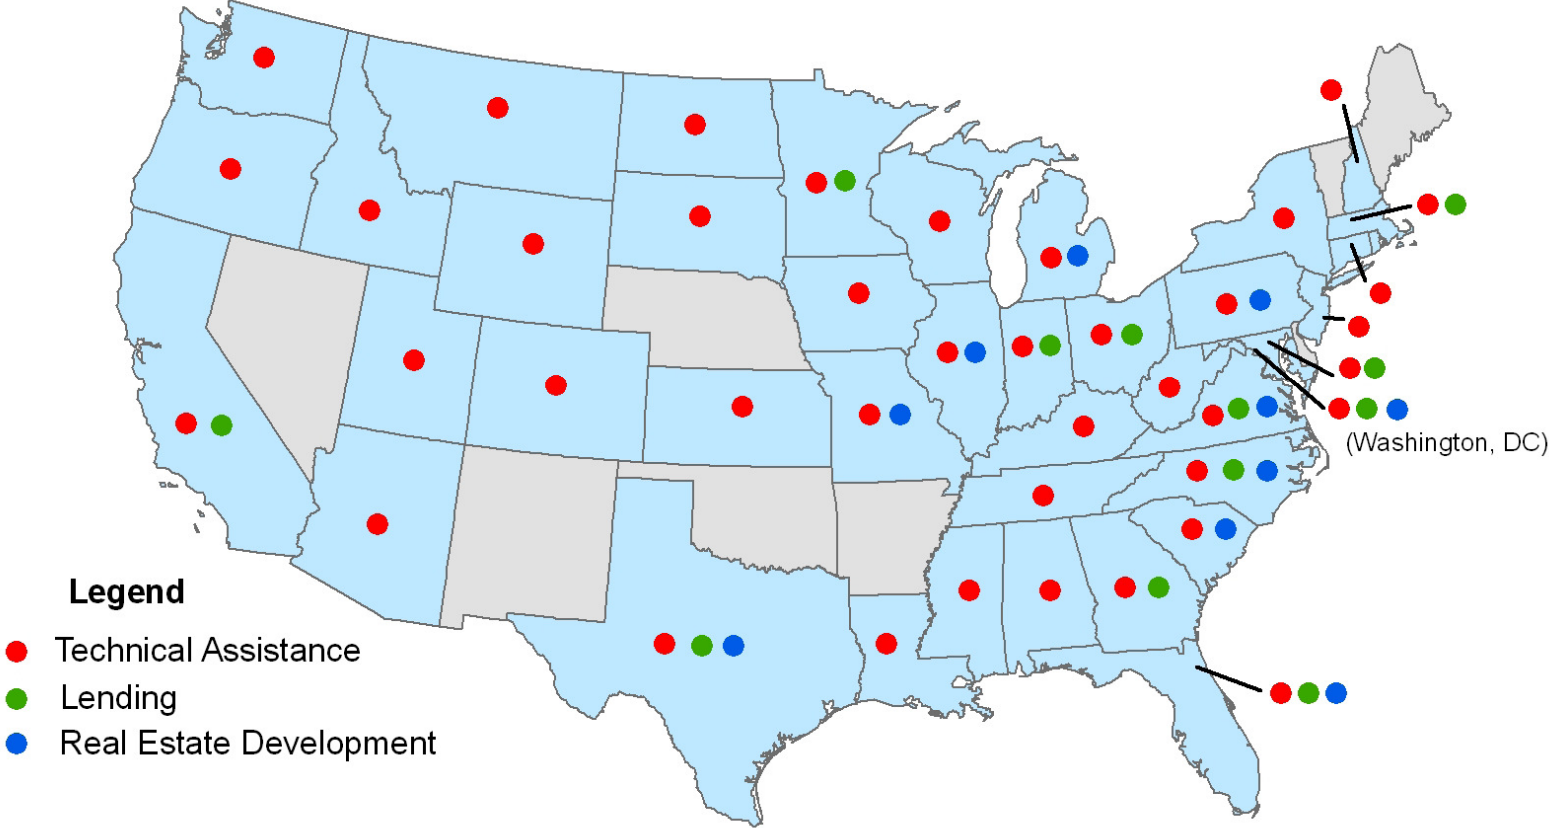 (Washington, DC)
Legend
Technical Assistance
Lending
Real Estate Development